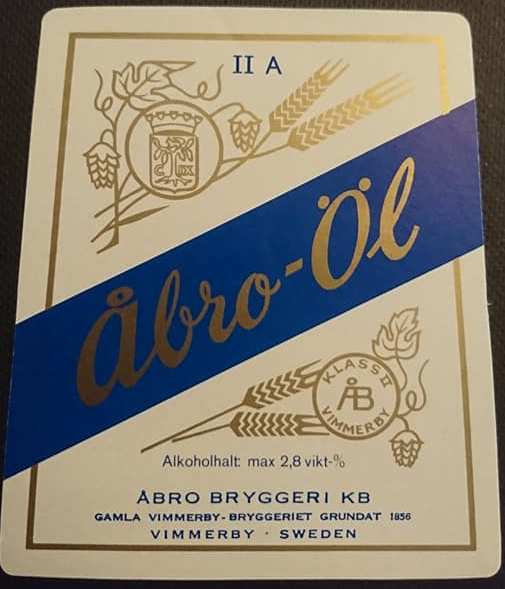 II A
Åbro-Öl
KLASS II
ÅB
VIMMERBY
Alkoholhalt: max 2,8 vikt-%
ÅBRO BRYGGERI KB
GAMLA VIMMERBY-BRYGGERIET GRUNDAT 1856
VIMMERBY · SWEDEN